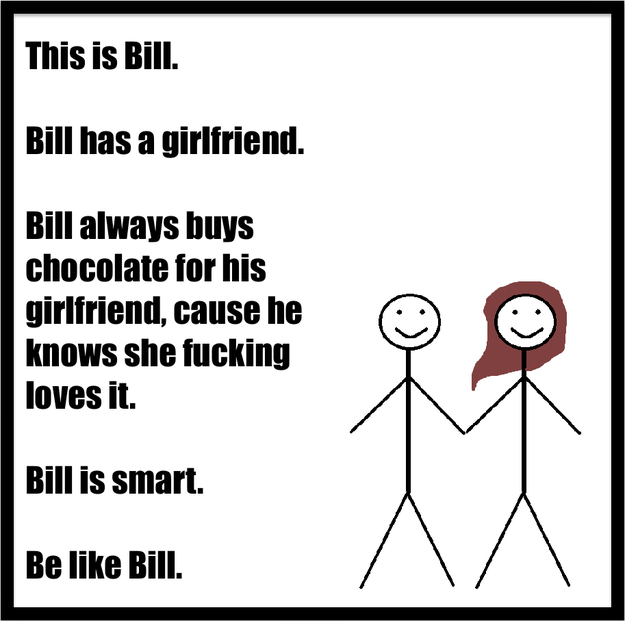 This is Bill.
Bill has a girlfriend.
Bill always buys
chocolate for his
girlfriend, cause he
knows she fucking
loves it.
Bill is smart.
Be like Bill.